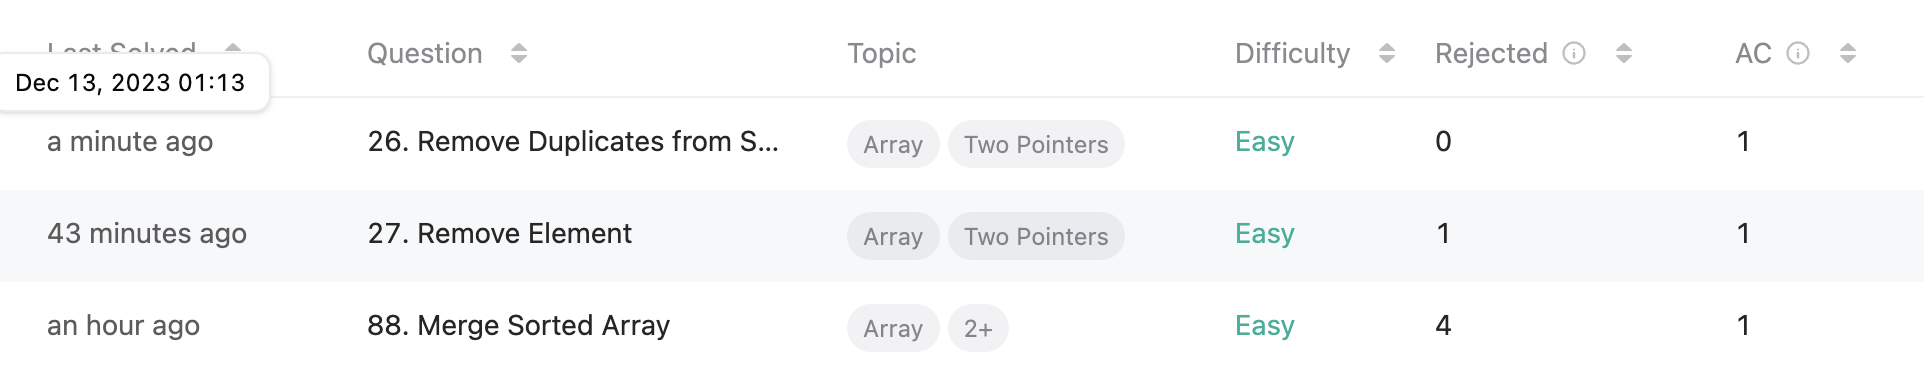 Last Solved Question Topic Difficulty Rejected AC
Dec 13, 2023 01:13
a minute ago 26. Remove Duplicates from S... Array Two Pointers Easy 0 1
43 minutes ago 27. Remove Element Array Two Pointers Easy 1 1
an hour ago 88. Merge Sorted Array Array 2+ Easy 4 1